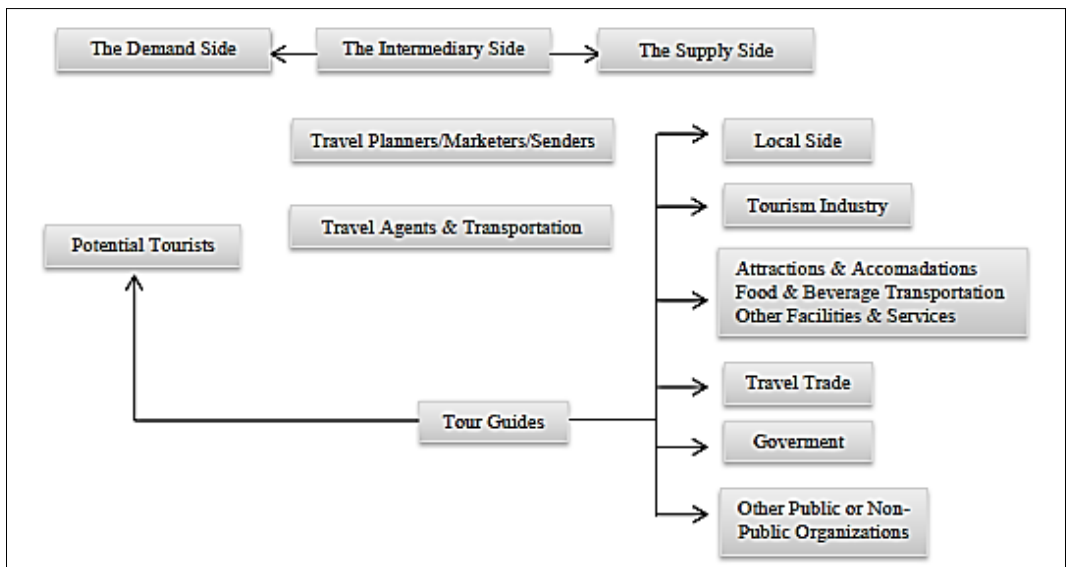 The Demand Side
The Intermediary Side
The Supply Side
Travel Planners/Marketers/Senders
Local Side
Travel Agents & Transportation
Tourism Industry
Potential Tourists
Attractions & Accomadations
Food & Beverage Transportation
Other Facilities & Services
Travel Trade
Tour Guides
Goverment
Other Public or Non-
Public Organizations